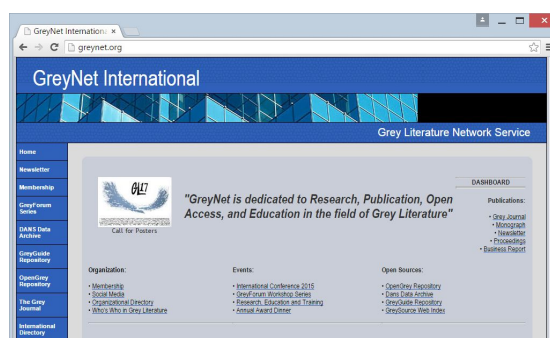 GreyNet Internationa
greynet.org
GreyNet International
Grey Literature Network Service
Home
Newsletter
Membership
GreyForum
Series
DANS Data
Archive
GreyGuide
Repository
OpenGrey
Repository
The Grey
Journal
International
Directory
GL17
Call for Posters
"GreyNet is dedicated to Research, Publication, Open
Access, and Education in the field of Grey Literature"
DASHBOARD
Publications:
• Grey Journal
• Monograph
• Newsletter
• Proceedings
• Business Report
Organization:
• Membership
• Social Media
• Organizational Directory
• Who's Who in Grey Literature
Events:
• International Conference 2015
• GreyForum Workshop Series
• Research, Education and Training
• Annual Award Dinner
Open Sources:
• OpenGrey Repository
• Dans Data Archive
• GreyGuide Repository
• GreySource Web Index